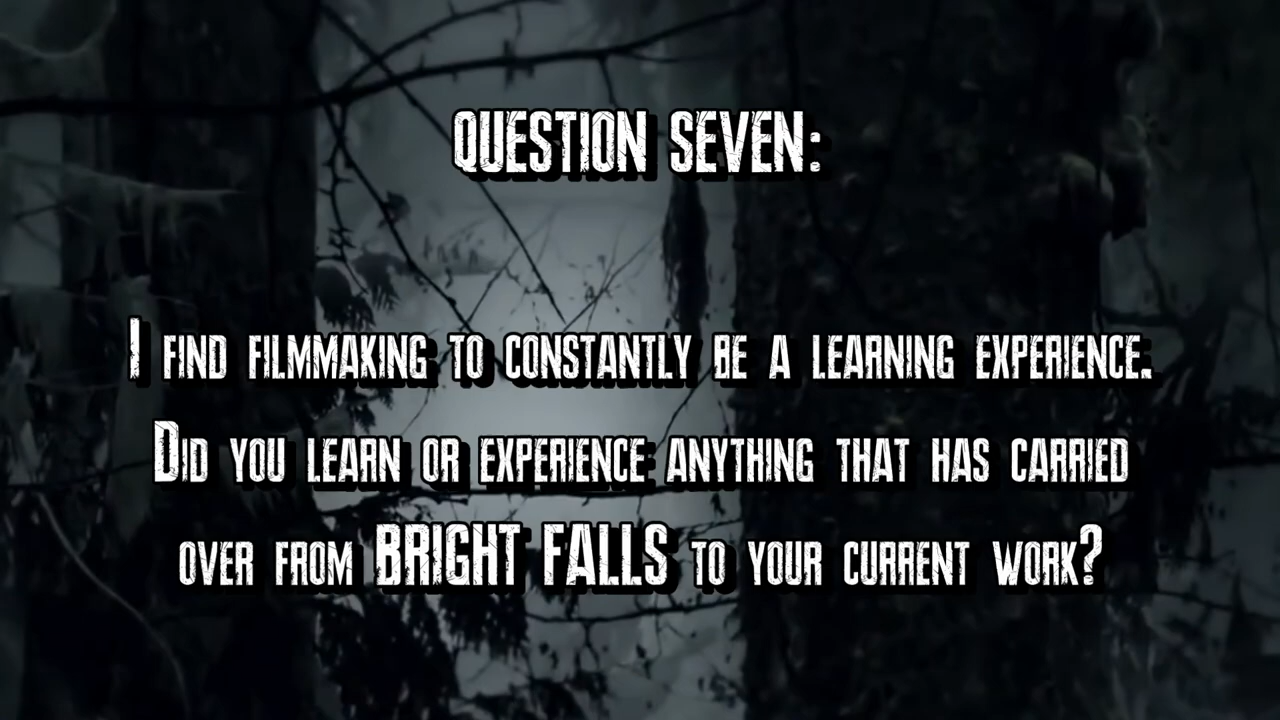 QUESTION SEVEN:
I FIND FILMMAKING TO CONSTANTLY BE A LEARNING EXPERIENCE.
DID YOU LEARN OR EXPERIENCE ANYTHING THAT HAS CARRIED
OVER FROM BRIGHT FALLS TO YOUR CURRENT WORK?